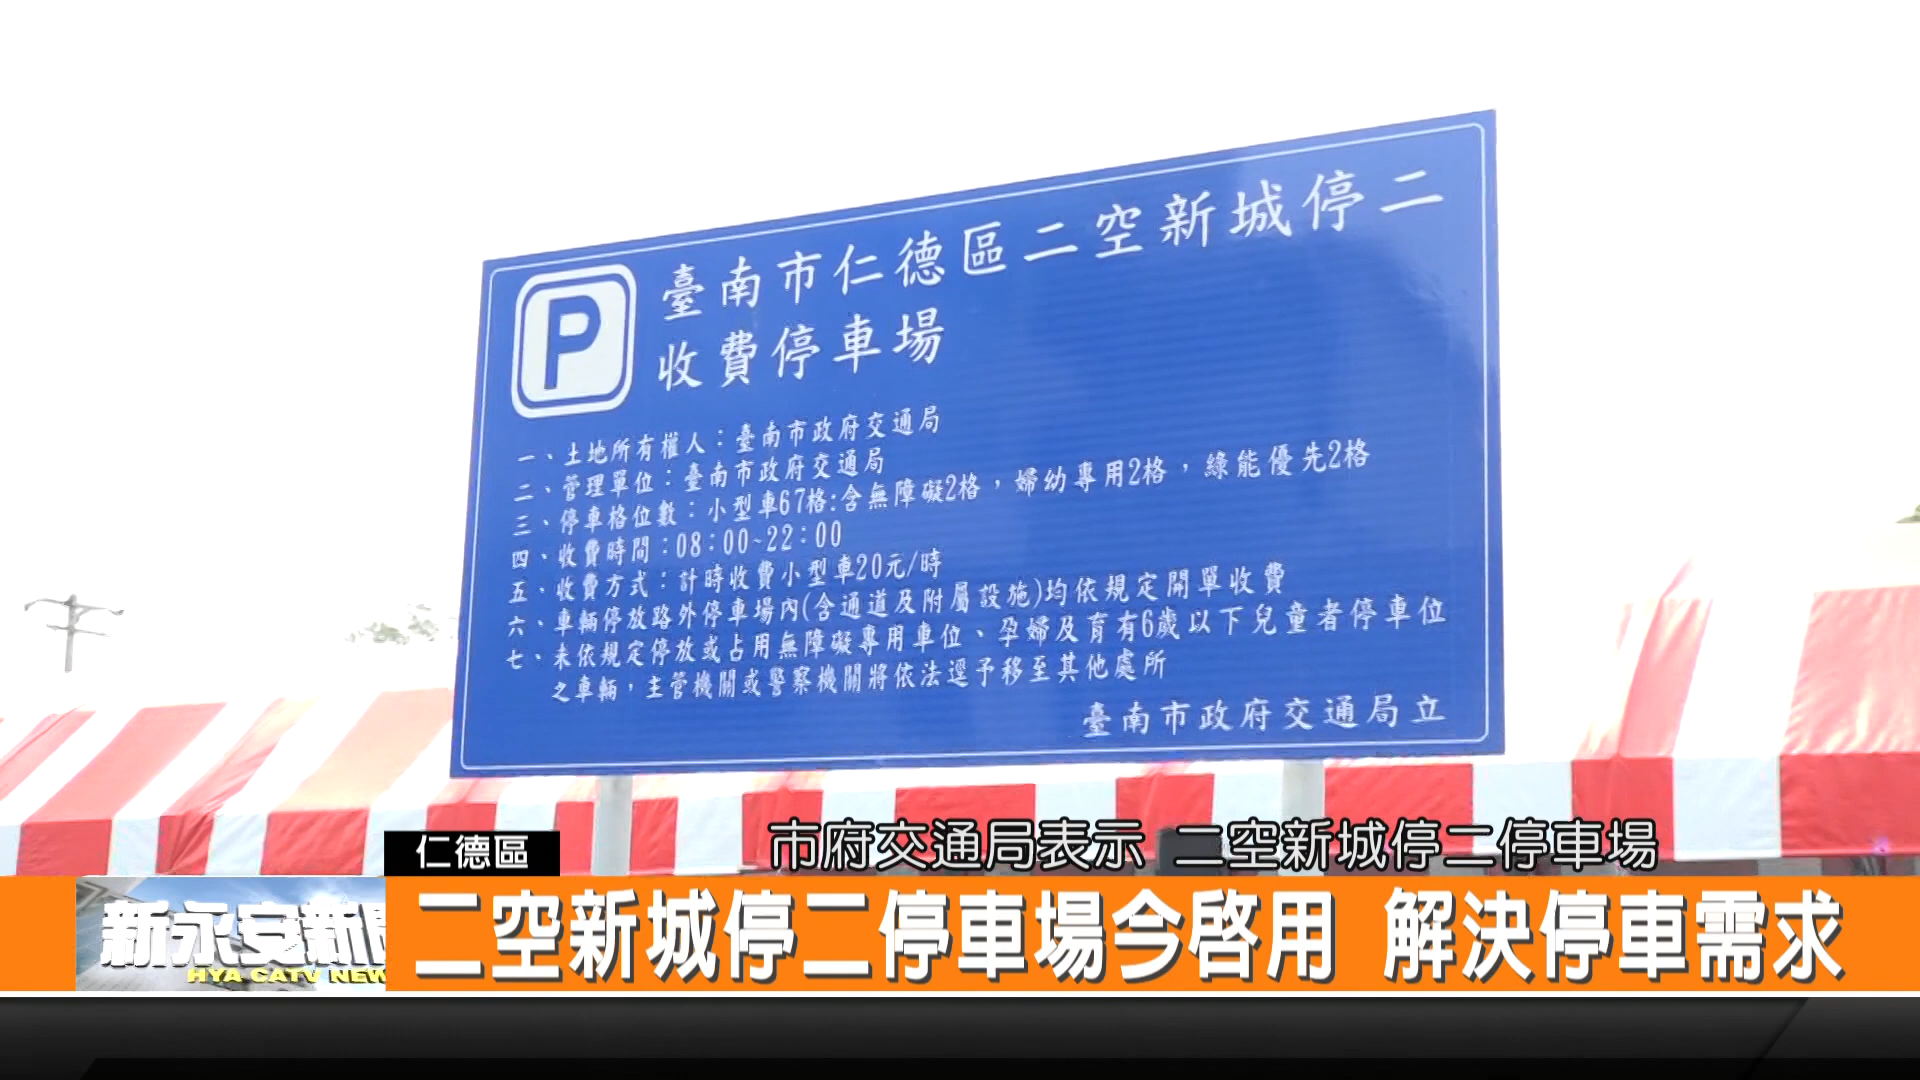 P
臺南市仁德區二空新城停二
收費停車場
一、土地所有權人：臺南市政府交通局
二、管理單位：臺南市政府交通局
三、停車格位數：小型車67格:含無障礙2格，婦幼專用2格，綠能優先2格
四、收費時間：08：00~22：00
五、收費方式：計時收費小型車20元/時
六、車輛停放路外停車場內(含通道及附屬設施)均依規定開單收費
七、未依規定停放或占用無障礙專用車位、孕婦及育有6歲以下兒童者停車位
之車輛，主管機關或警察機關將依法逕予移至其他處所
臺南市政府交通局立
市府交通局表示 二空新城停二停車場
仁德區
新永安新聞
HYA CATV NEW
二空新城停二停車場今啓用 解決停車需求